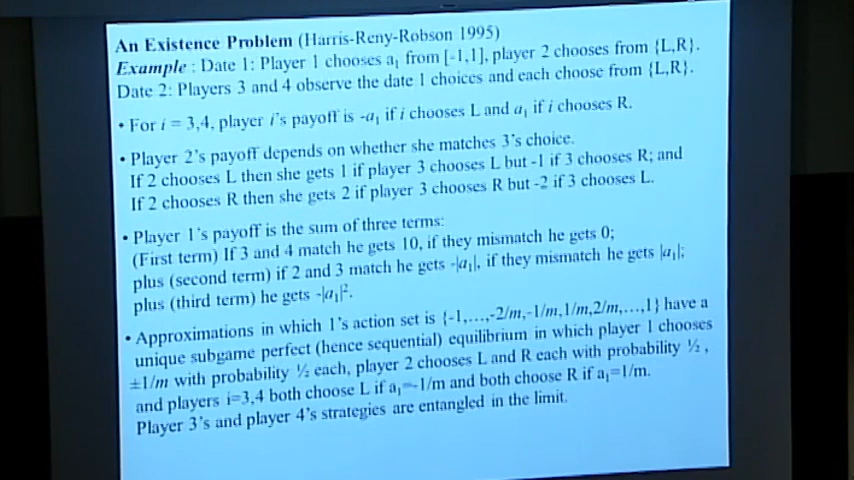 An Existence Problem (Harris-Reny-Robson 1995)
Example : Date 1: Player 1 chooses a₁ from [-1,1], player 2 chooses from {L,R}.
Date 2: Players 3 and 4 observe the date 1 choices and each choose from {L,R}.
• For i = 3,4, player i's payoff is -a₁ if i chooses L and a₁ if i chooses R.
• Player 2's payoff depends on whether she matches 3's choice.
If 2 chooses L then she gets 1 if player 3 chooses L but -1 if 3 chooses R; and
If 2 chooses R then she gets 2 if player 3 chooses R but -2 if 3 chooses L.
• Player 1's payoff is the sum of three terms:
(First term) If 3 and 4 match he gets 10, if they mismatch he gets 0;
plus (second term) if 2 and 3 match he gets -|a₁|, if they mismatch he gets |a₁|;
plus (third term) he gets -|a₁|².
• Approximations in which 1's action set is {-1,…,-2/m,-1/m,1/m,2/m,…,1} have a
unique subgame perfect (hence sequential) equilibrium in which player 1 chooses
±1/m with probability ½ each, player 2 chooses L and R each with probability ½ ,
and players i=3,4 both choose L if a₁=-1/m and both choose R if a₁=1/m.
Player 3's and player 4's strategies are entangled in the limit.